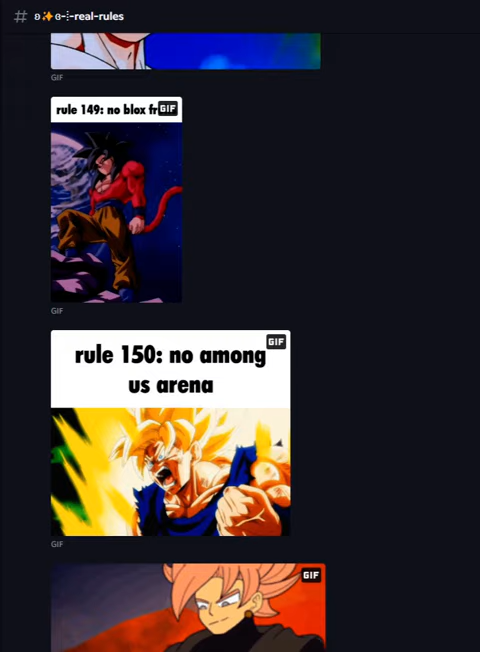 # ʚ✨ɞ-⁝-real-rules
GIF
rule 149: no blox fr
GIF
GIF
rule 150: no among
us arena
GIF
GIF
GIF